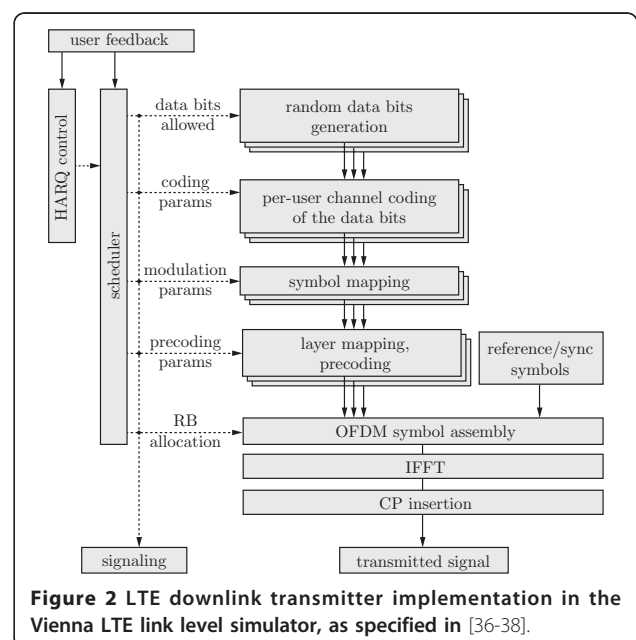 user feedback
HARQ control
scheduler
data bits
allowed
random data bits
generation
coding
params
per-user channel coding
of the data bits
modulation
params
symbol mapping
precoding
params
layer mapping,
precoding
reference/sync
symbols
RB
allocation
OFDM symbol assembly
IFFT
CP insertion
signaling
transmitted signal
Figure 2 LTE downlink transmitter implementation in the
Vienna LTE link level simulator, as specified in [36-38].